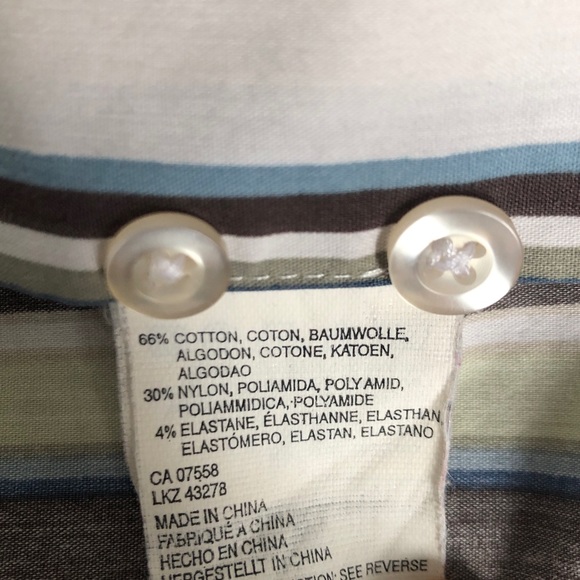 66% COTTON, COTON, BAUMWOLLE,
ALGODON, COTONE, KATOEN,
ALGODAO
30% NYLON, POLIAMIDA, POLYAMID,
POLIAMMIDICA, POLYAMIDE
4% ELASTANE, ÉLASTHANNE, ELASTHAN,
ELASTÓMERO, ELASTAN, ELASTANO
CA 07558
LKZ 43278
MADE IN CHINA
FABRIQUÉ A CHINA
HECHO EN CHINA
HERGESTELLT IN CHINA
SEE REVERSE